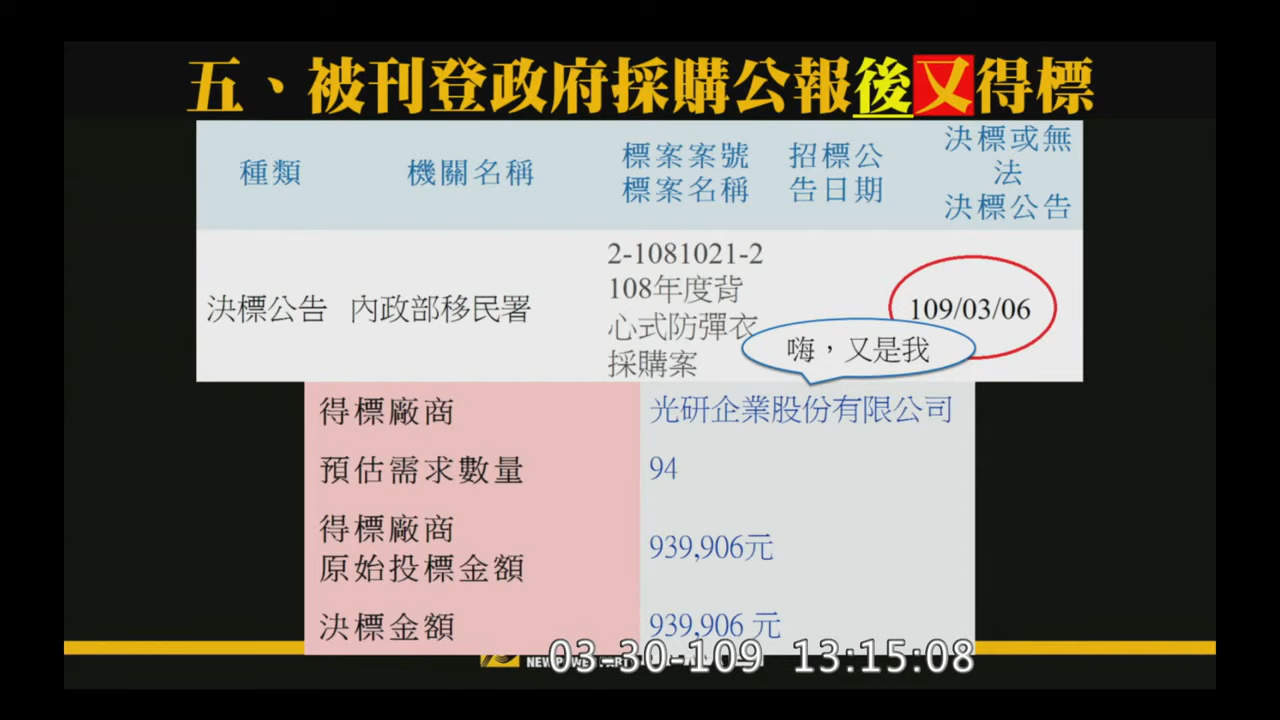 五、被刊登政府採購公報後又得標
種類
機關名稱
標案案號
標案名稱
招標公
告日期
決標或無
法
決標公告
決標公告
內政部移民署
2-1081021-2
108年度背
心式防彈衣
採購案
109/03/06
嗨，又是我
得標廠商
光研企業股份有限公司
預估需求數量
94
得標廠商
原始投標金額
939,906元
決標金額
939,906 元
03-30-109 13:15:08